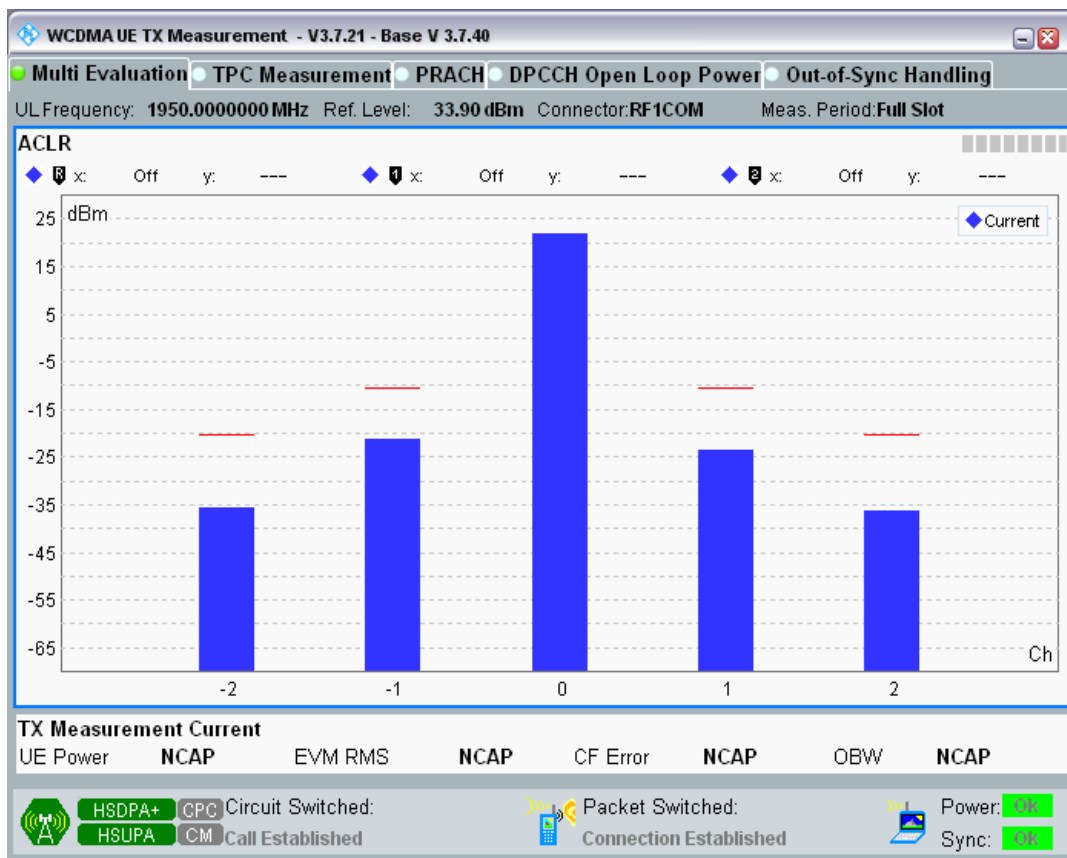 WCDMA UE TX Measurement - V3.7.21 - Base V 3.7.40
Multi Evaluation TPC Measurement PRACH DPCCH Open Loop Power Out-of-Sync Handling
UL Frequency: 1950.0000000 MHz Ref. Level: 33.90 dBm Connector:RF1COM Meas. Period:Full Slot
ACLR
R x: Off y: --- 1 x: Off y: --- 2 x: Off y: ---
dBm
Current
25
15
5
-5
-15
-25
-35
-45
-55
-65
Ch
-2 -1 0 1 2
TX Measurement Current
UE Power NCAP EVM RMS NCAP CF Error NCAP OBW NCAP
HSDPA+ CPC Circuit Switched: Packet Switched: Power: Ok
HSUPA CM Call Established Connection Established Sync: Ok